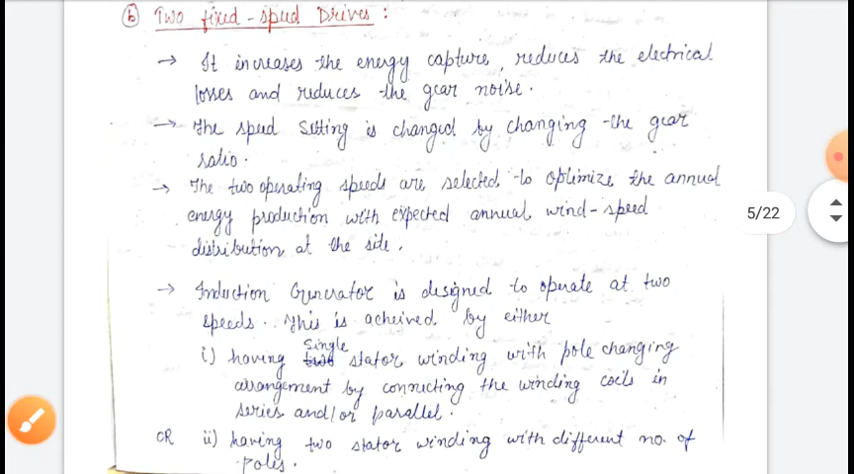 (b) Two fixed-speed Drives :
→ It increases the energy capture, reduces the electrical
losses and reduces the gear noise.
→ The speed setting is changed by changing the gear
ratio.
→ The two operating speeds are selected to optimize the annual
energy production with expected annual wind-speed
distribution at the site.
5/22
→ Induction Generator is designed to operate at two
speeds. This is acheived by either
i) having single stator winding with pole changing
arrangement by connecting the winding coils in
series and/or parallel.
OR ii) having two stator winding with different no. of
poles.